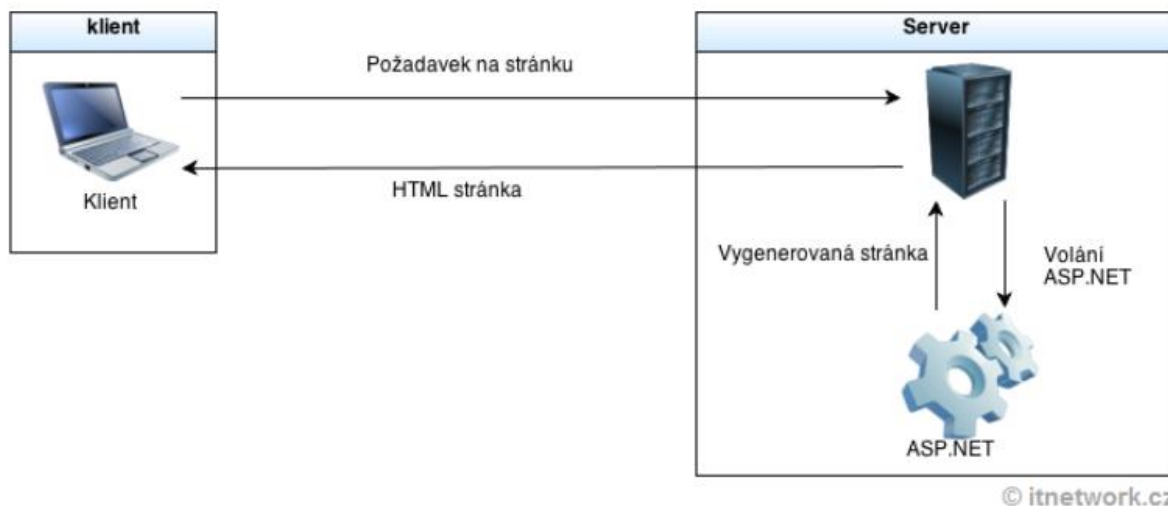 klient
Server
Požadavek na stránku
HTML stránka
Klient
Vygenerovaná stránka
Volání
ASP.NET
ASP.NET
© itnetwork.cz